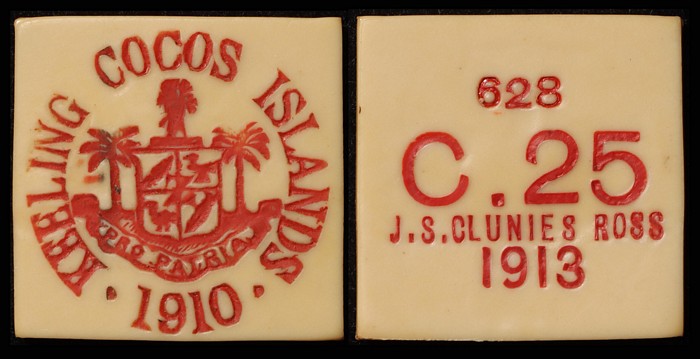 KEELING COCOS ISLANDS
PRO PATRIA
· 1910 ·
628
C.25
J.S.CLUNIES ROSS
1913